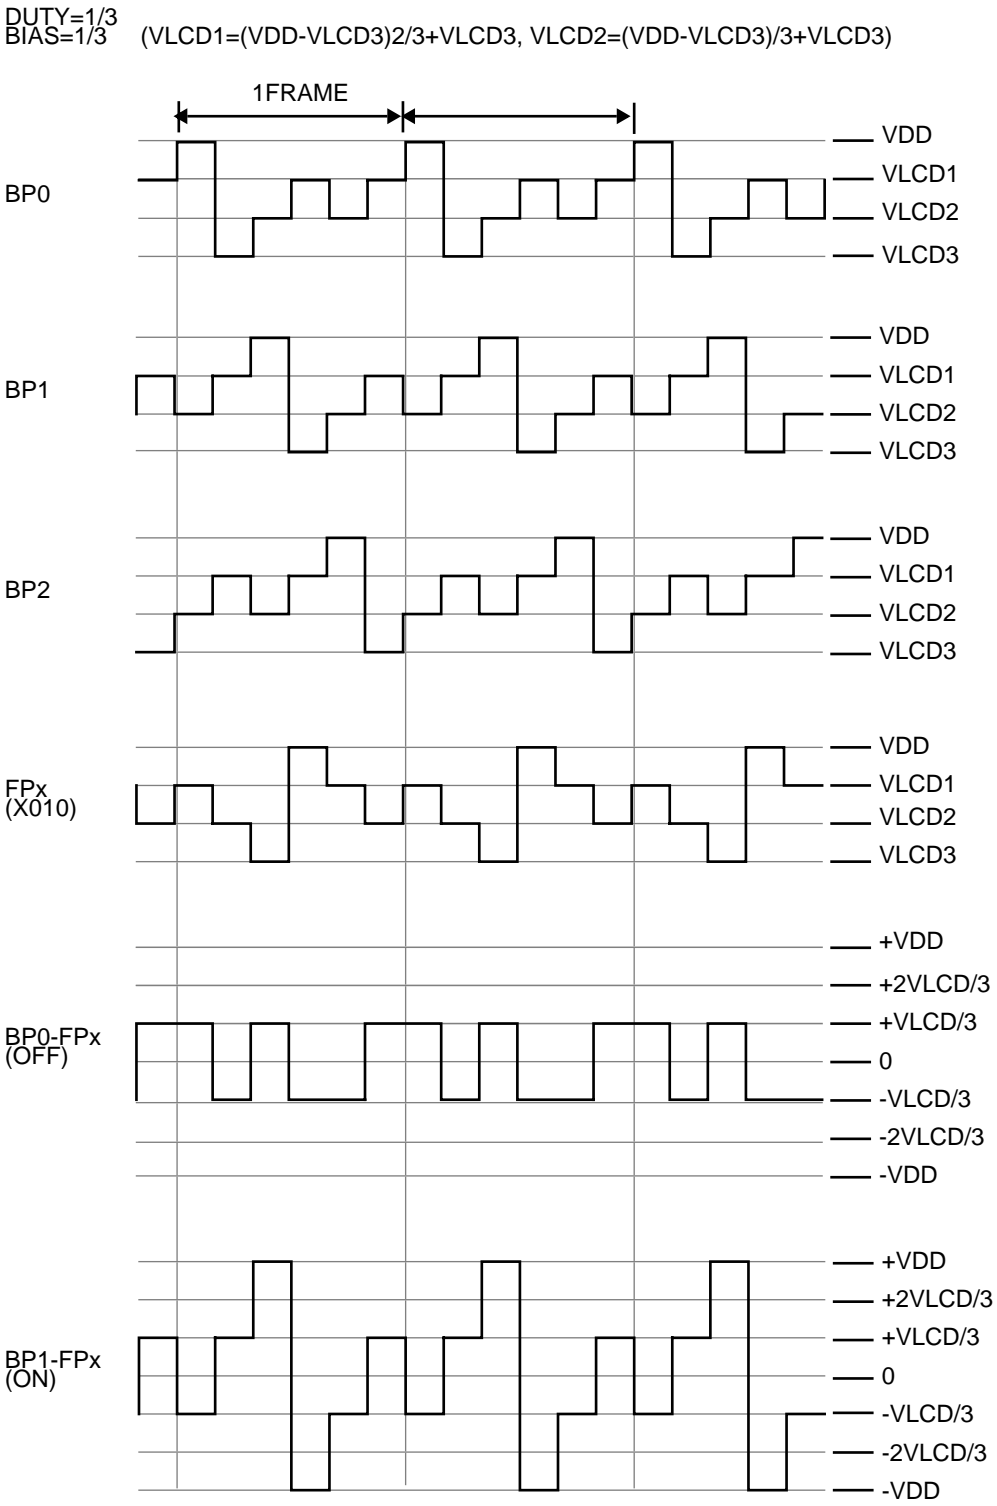 DUTY=1/3
BIAS=1/3 (VLCD1=(VDD-VLCD3)2/3+VLCD3, VLCD2=(VDD-VLCD3)/3+VLCD3)
1FRAME
BP0
VDD
VLCD1
VLCD2
VLCD3
BP1
VDD
VLCD1
VLCD2
VLCD3
BP2
VDD
VLCD1
VLCD2
VLCD3
FPx
(X010)
VDD
VLCD1
VLCD2
VLCD3
BP0-FPx
(OFF)
+VDD
+2VLCD/3
+VLCD/3
0
-VLCD/3
-2VLCD/3
-VDD
BP1-FPx
(ON)
+VDD
+2VLCD/3
+VLCD/3
0
-VLCD/3
-2VLCD/3
-VDD